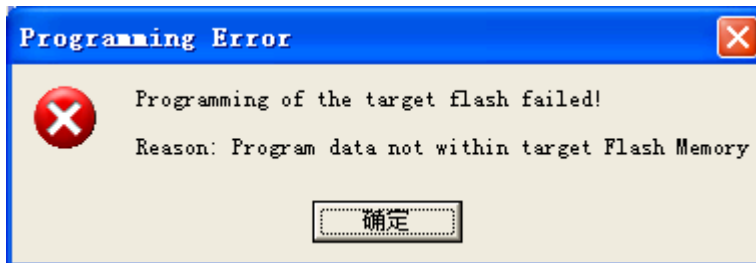 Programming Error
Programming of the target flash failed!
Reason: Program data not within target Flash Memory
确定